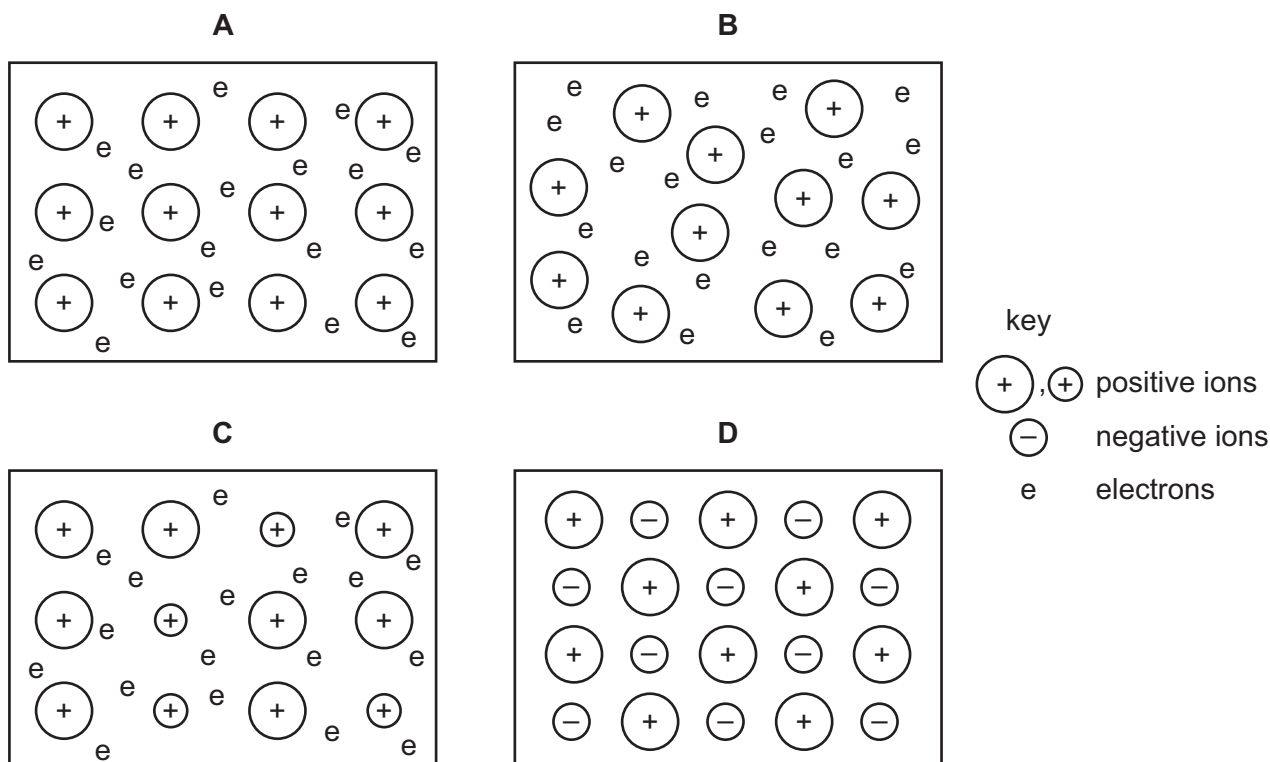 A
B
+ + + +
+ + + +
+ + + +
e e e e e e e e e e e e e e e e e e e
+ + + + + + + + + + +
e e e e e e e e e e e e e e e e e e e e
key
+ , + positive ions
− negative ions
e electrons
C
D
+ + + +
+ + + +
+ + + +
e e e e e e e e e e e e e e e e e e e
+ − + − +
− + − + −
+ − + − +
− + − + −